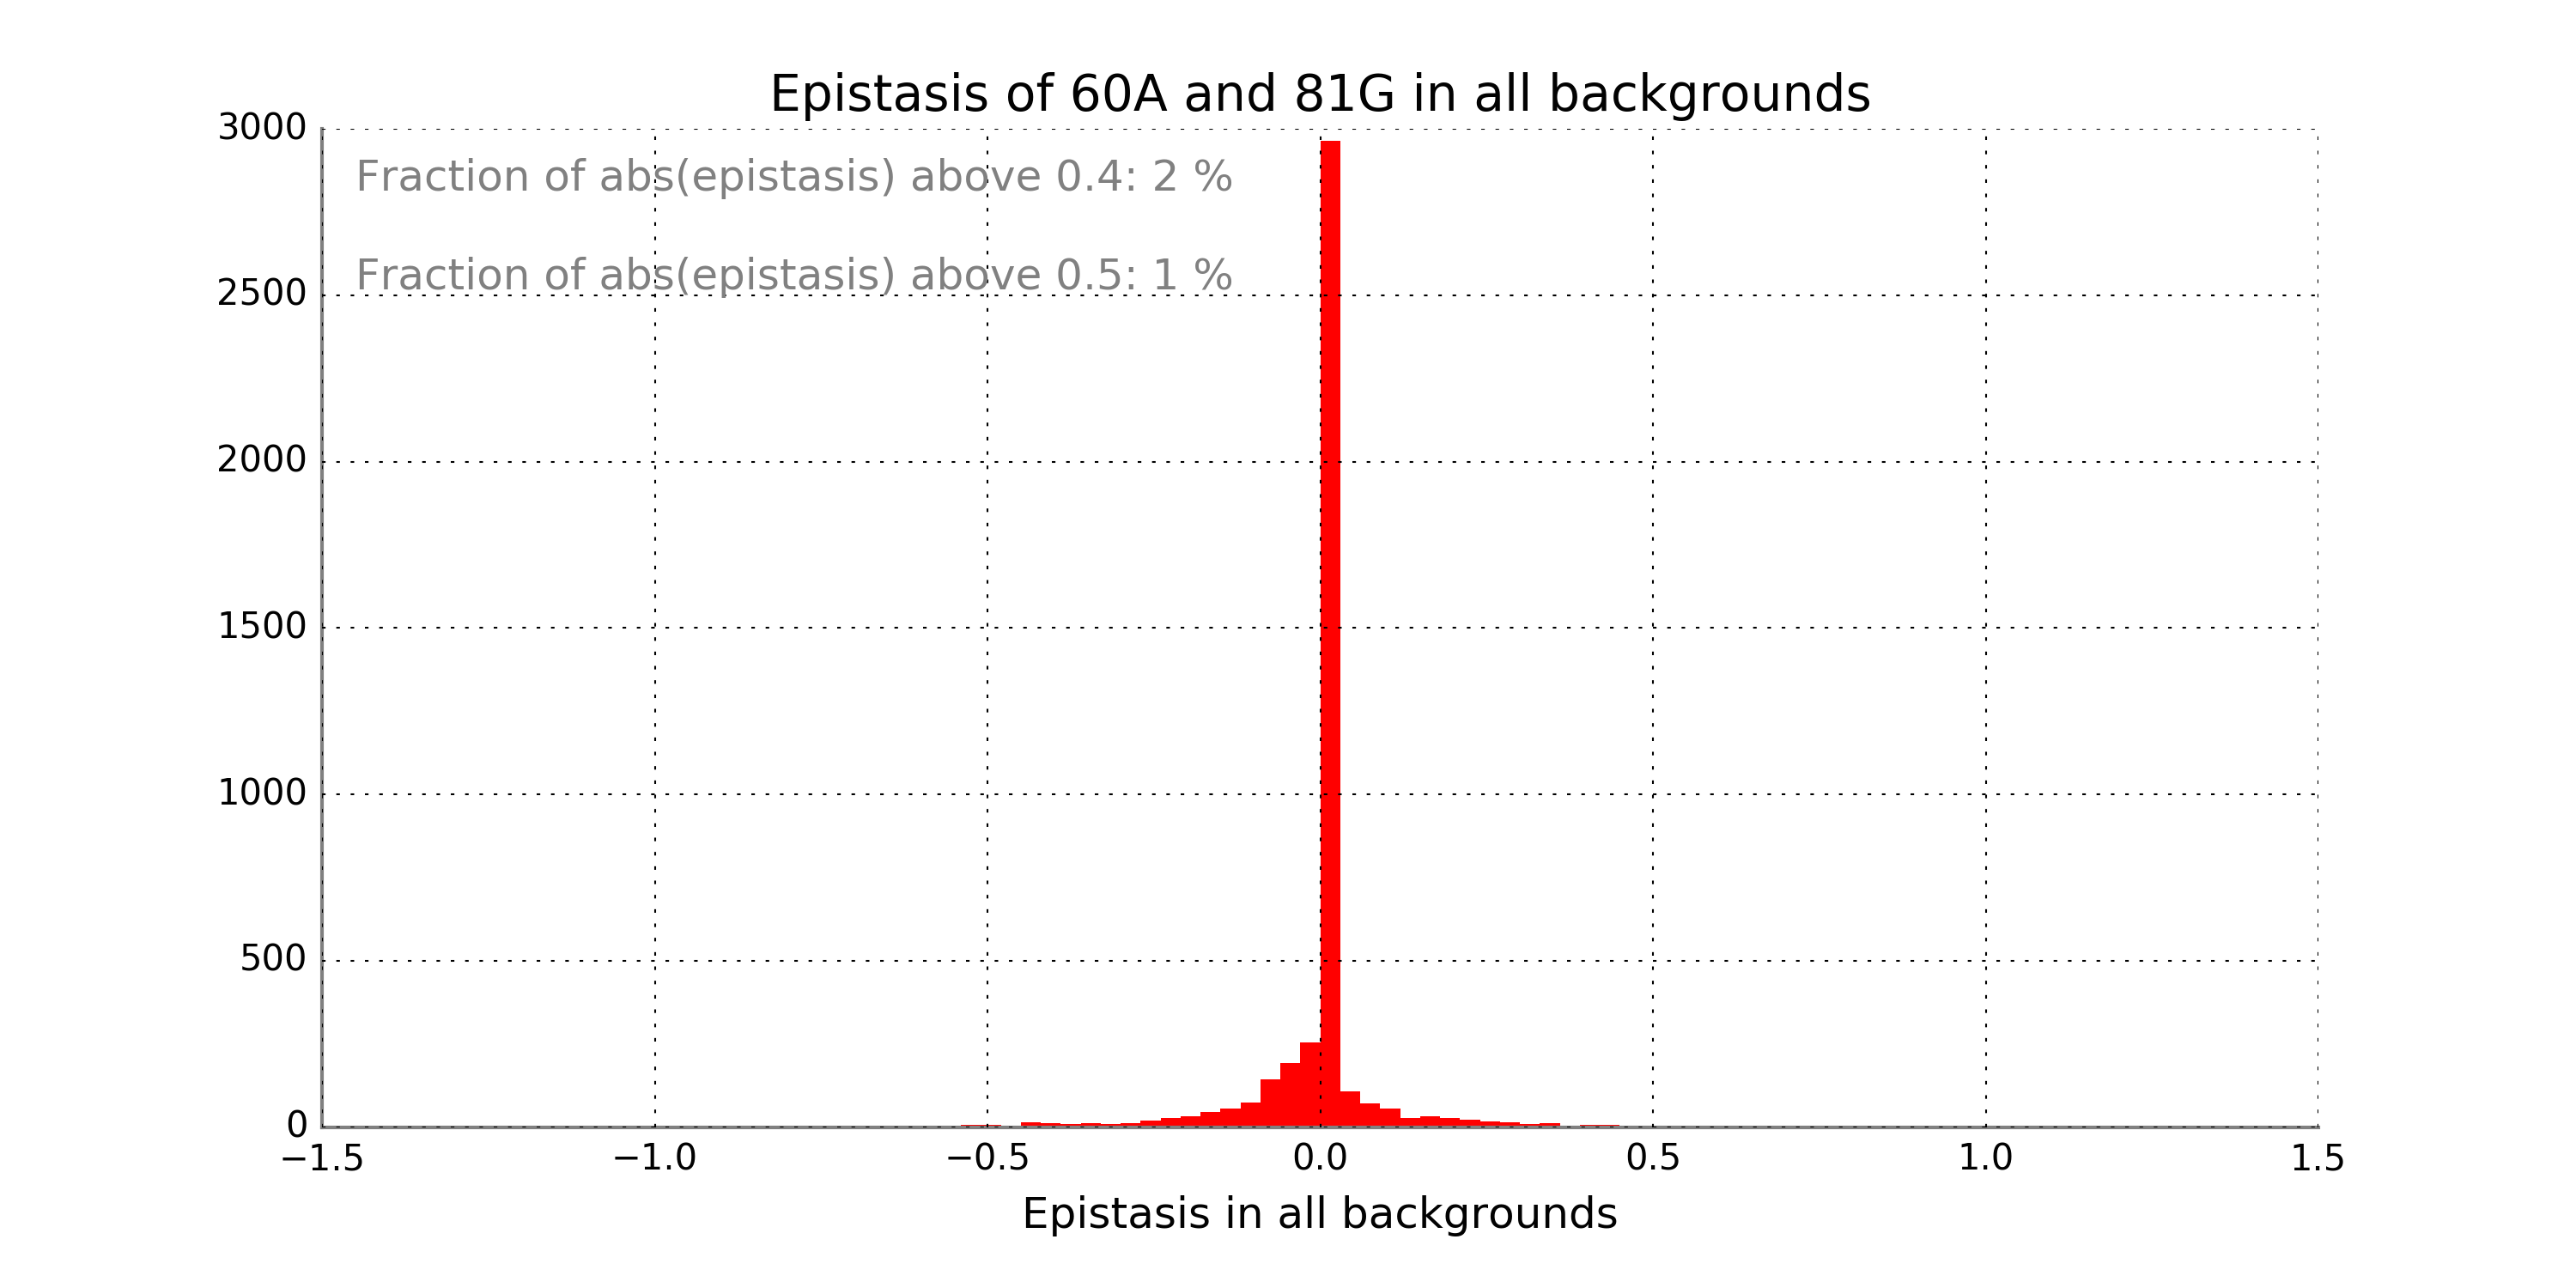 Epistasis of 60A and 81G in all backgrounds
3000
Fraction of abs(epistasis) above 0.4: 2 %
Fraction of abs(epistasis) above 0.5: 1 %
2500
2000
1500
1000
500
0
−1.5 −1.0 −0.5 0.0 0.5 1.0 1.5
Epistasis in all backgrounds